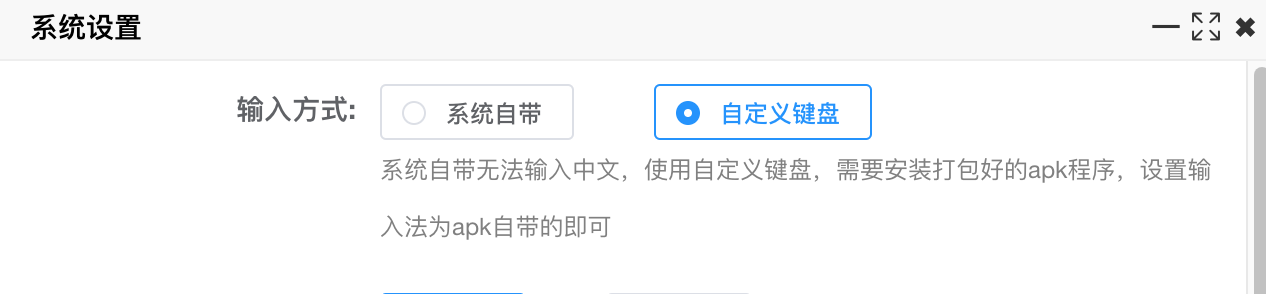 系统设置
输入方式: 系统自带 自定义键盘
系统自带无法输入中文，使用自定义键盘，需要安装打包好的apk程序，设置输
入法为apk自带的即可